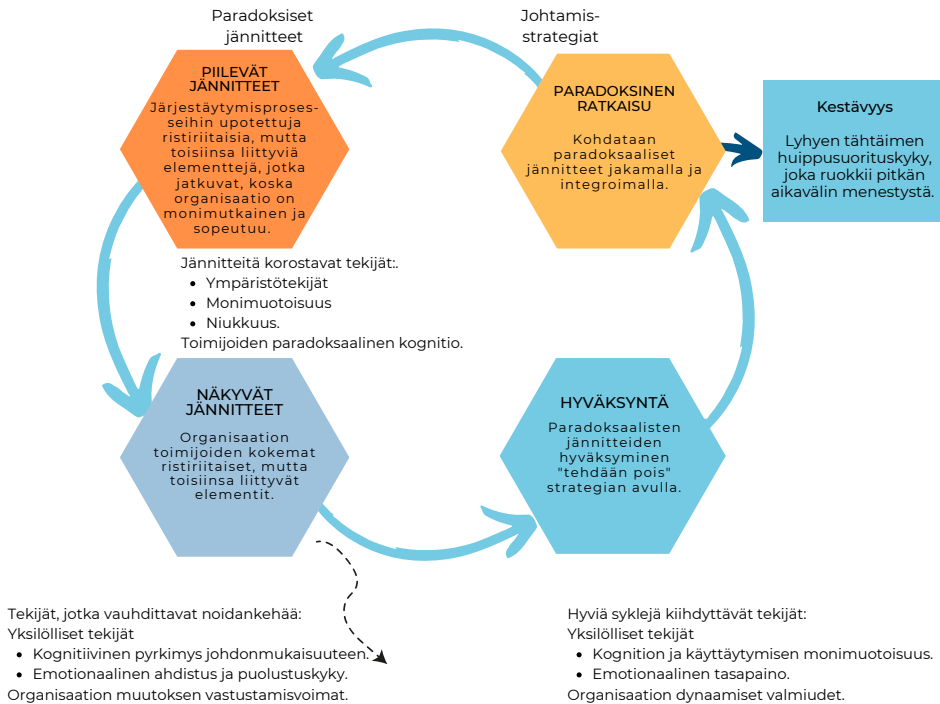 Paradoksiset
jännitteet
Johtamis-
strategiat
PIILEVÄT
JÄNNITTEET
Järjestäytymisproses-
seihin upotettuja
ristiriitaisia, mutta
toisiinsa liittyviä
elementtejä, jotka
jatkuvat, koska
organisaatio on
monimutkainen ja
sopeutuu.
PARADOKSINEN
RATKAISU
Kohdataan
paradoksaaliset
jännitteet jakamalla ja
integroimalla.
Kestävyys
Lyhyen tähtäimen
huippusuorituskyky,
joka ruokkii pitkän
aikavälin menestystä.
Jännitteitä korostavat tekijät:.
• Ympäristötekijät
• Monimuotoisuus
• Niukkuus.
Toimijoiden paradoksaalinen kognitio.
NÄKYVÄT
JÄNNITTEET
Organisaation
toimijoiden kokemat
ristiriitaiset, mutta
toisiinsa liittyvät
elementit.
HYVÄKSYNTÄ
Paradoksaalisten
jännitteiden
hyväksyminen
"tehdään pois"
strategian avulla.
Tekijät, jotka vauhdittavat noidankehää:
Yksilölliset tekijät
• Kognitiivinen pyrkimys johdonmukaisuuteen.
• Emotionaalinen ahdistus ja puolustuskyky.
Organisaation muutoksen vastustamisvoimat.
Hyviä syklejä kiihdyttävät tekijät:
Yksilölliset tekijät
• Kognition ja käyttäytymisen monimuotoisuus.
• Emotionaalinen tasapaino.
Organisaation dynaamiset valmiudet.